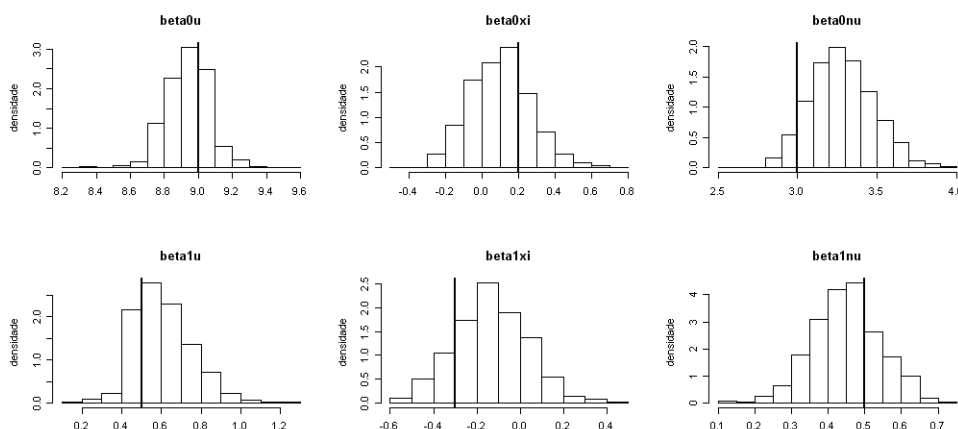 beta0u
beta0xi
beta0nu
densidade
0.0 1.0 2.0 3.0
8.2 8.4 8.6 8.8 9.0 9.2 9.4 9.6
densidade
0.0 0.5 1.0 1.5 2.0
-0.4 -0.2 0.0 0.2 0.4 0.6 0.8
densidade
0.0 0.5 1.0 1.5 2.0
2.5 3.0 3.5 4.0
beta1u
beta1xi
beta1nu
densidade
0.0 1.0 2.0
0.2 0.4 0.6 0.8 1.0 1.2
densidade
0.0 0.5 1.0 1.5 2.0 2.5
-0.6 -0.4 -0.2 0.0 0.2 0.4
densidade
0 1 2 3 4
0.1 0.2 0.3 0.4 0.5 0.6 0.7